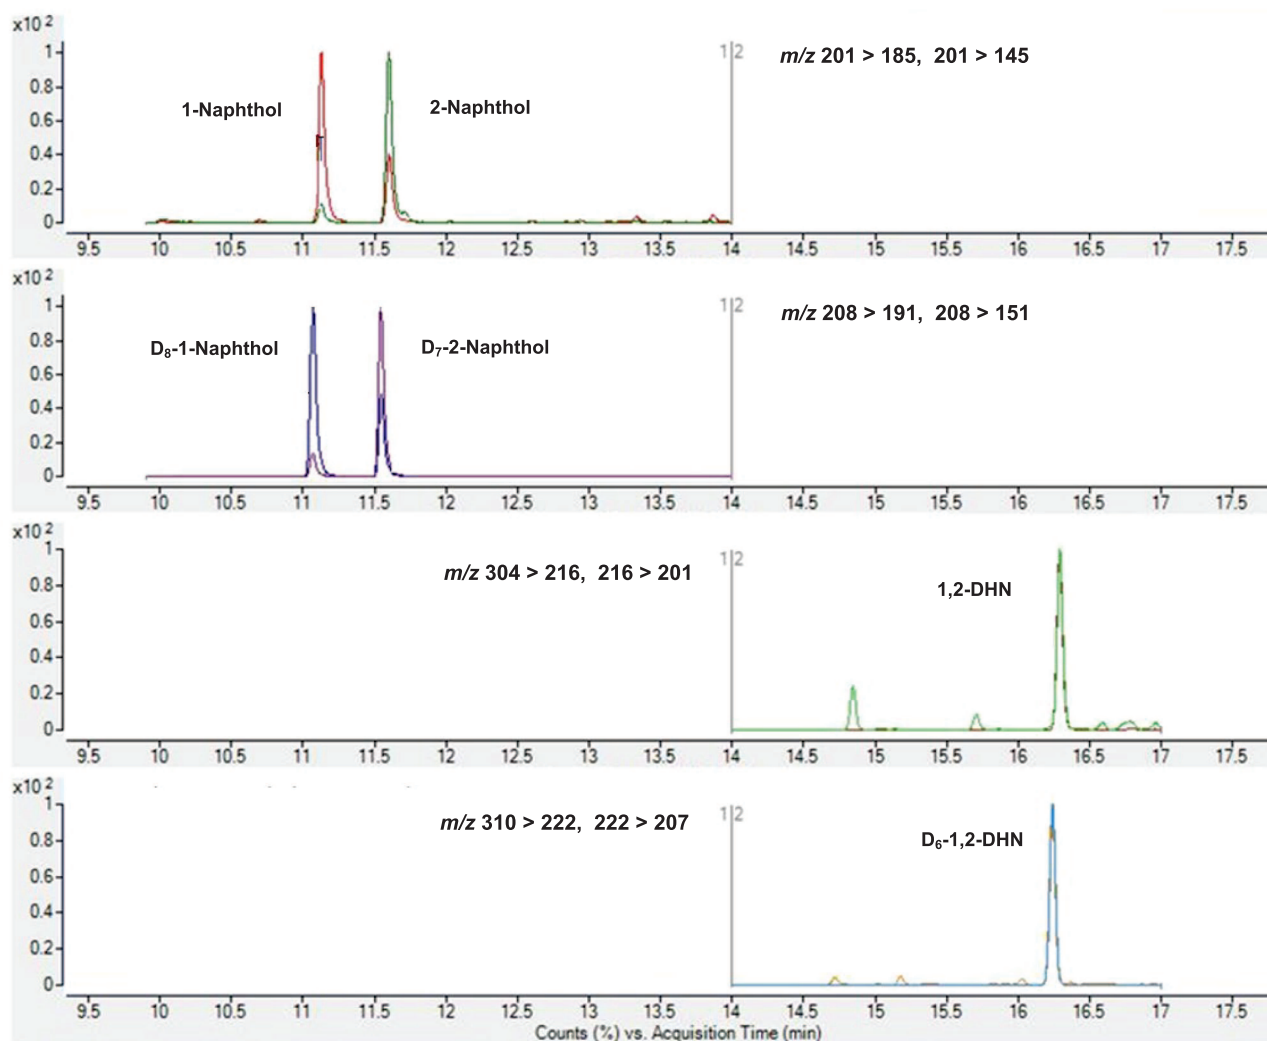 x10 2
1
0.8
0.6
0.4
0.2
0
1-Naphthol
2-Naphthol
1 2
m/z 201 > 185, 201 > 145
9.5 10 10.5 11 11.5 12 12.5 13 13.5 14 14.5 15 15.5 16 16.5 17 17.5
x10 2
1
0.8
0.6
0.4
0.2
0
D₈-1-Naphthol
D₇-2-Naphthol
1 2
m/z 208 > 191, 208 > 151
9.5 10 10.5 11 11.5 12 12.5 13 13.5 14 14.5 15 15.5 16 16.5 17 17.5
x10 2
1
0.8
0.6
0.4
0.2
0
m/z 304 > 216, 216 > 201
1 2
1,2-DHN
9.5 10 10.5 11 11.5 12 12.5 13 13.5 14 14.5 15 15.5 16 16.5 17 17.5
x10 2
1
0.8
0.6
0.4
0.2
0
m/z 310 > 222, 222 > 207
1 2
D₆-1,2-DHN
9.5 10 10.5 11 11.5 12 12.5 13 13.5 14 14.5 15 15.5 16 16.5 17 17.5
Counts (%) vs. Acquisition Time (min)